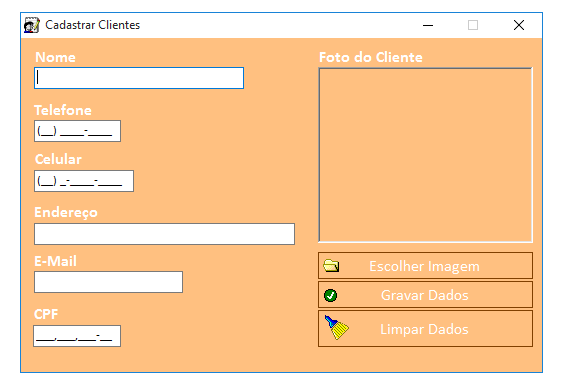 Cadastrar Clientes
Nome
Telefone
(__) ____-____
Celular
(__) _-____-____
Endereço
E-Mail
CPF
___.___.___-__
Foto do Cliente
Escolher Imagem
Gravar Dados
Limpar Dados